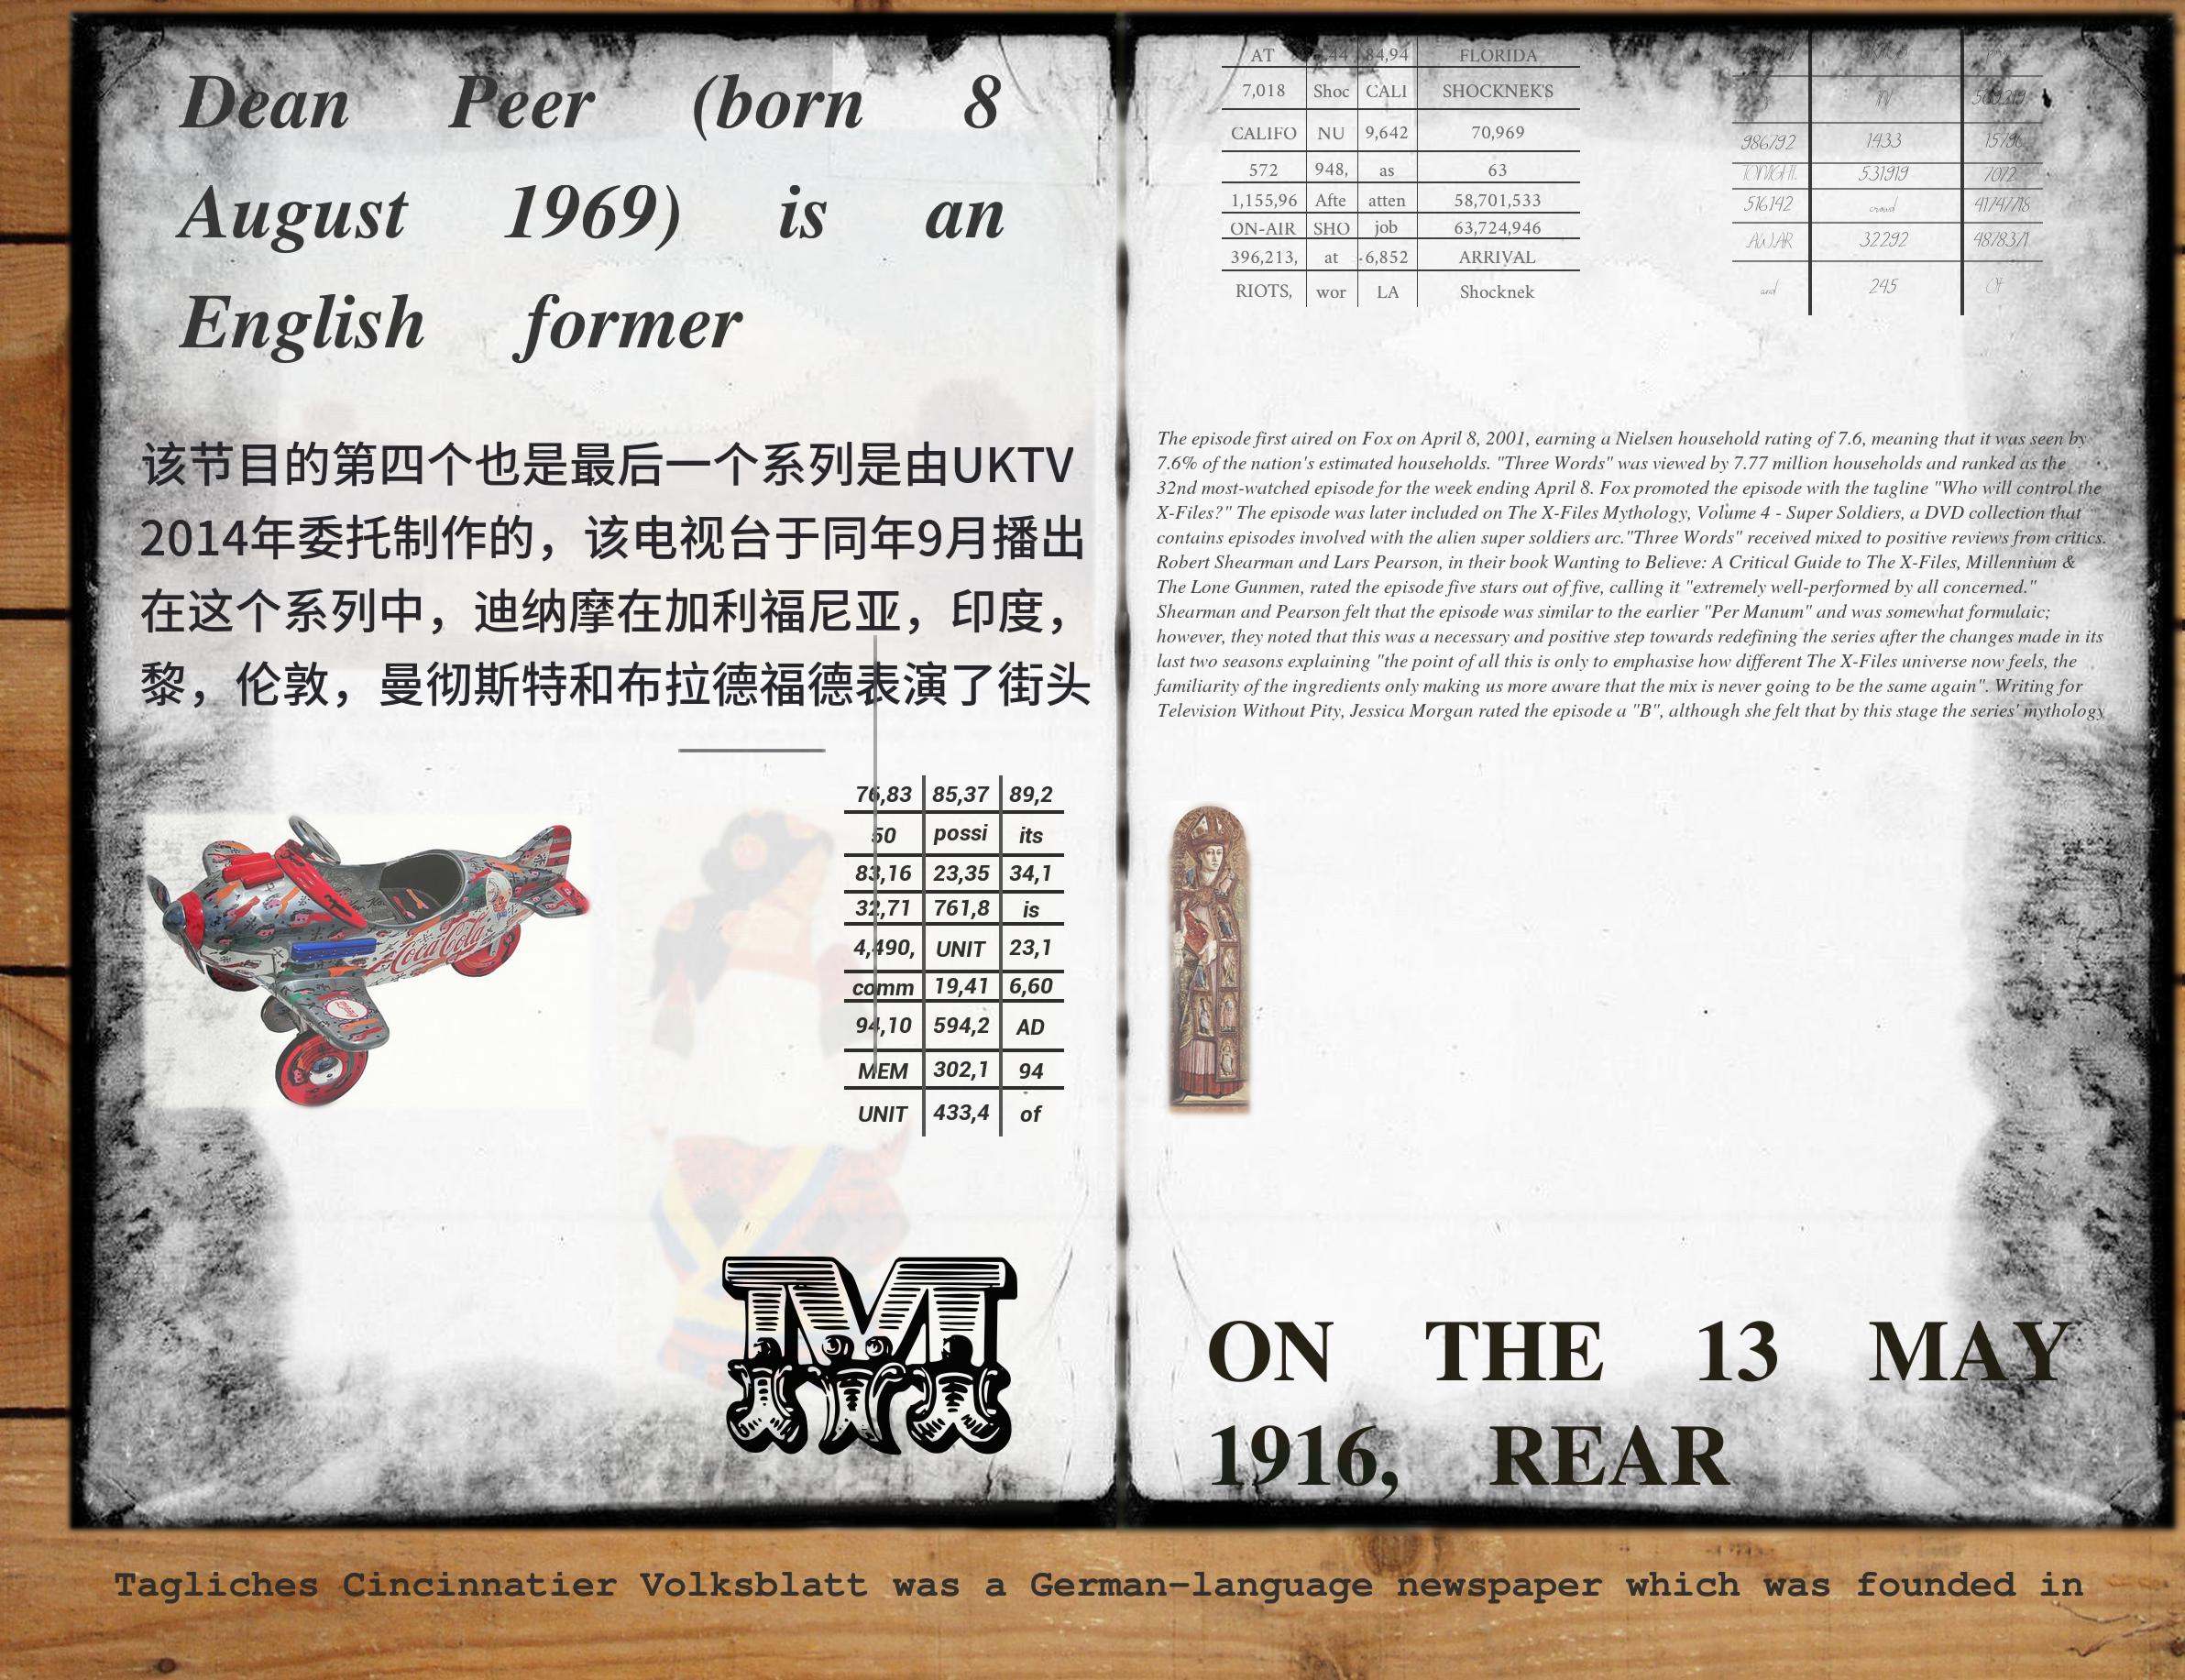 Dean Peer (born 8
August 1969) is an
English former
该节目的第四个也是最后一个系列是由UKTV
2014年委托制作的，该电视台于同年9月播出
在这个系列中，迪纳摩在加利福尼亚，印度，
黎，伦敦，曼彻斯特和布拉德福德表演了街头
76,83 85,37 89,2
50 possi its
83,16 23,35 34,1
32,71 761,8 is
4,490, UNIT 23,1
comm 19,41 6,60
94,10 594,2 AD
MEM 302,1 94
UNIT 433,4 of
Coca-Cola
M
AT 84,94 FLORIDA
7,018 Shoc CALI SHOCKNEK'S
CALIFO NU 9,642 70,969
572 948, as 63
1,155,96 Afte atten 58,701,533
ON-AIR SHO job 63,724,946
396,213, at 6,852 ARRIVAL
RIOTS, wor LA Shocknek
986792 1433
TONIGHT. 531919 7072
516142 crowd 41747718
AWAR 32292 4878371
and 245 Of
The episode first aired on Fox on April 8, 2001, earning a Nielsen household rating of 7.6, meaning that it was seen by
7.6% of the nation's estimated households. "Three Words" was viewed by 7.77 million households and ranked as the
32nd most-watched episode for the week ending April 8. Fox promoted the episode with the tagline "Who will control the
X-Files?" The episode was later included on The X-Files Mythology, Volume 4 - Super Soldiers, a DVD collection that
contains episodes involved with the alien super soldiers arc."Three Words" received mixed to positive reviews from critics.
Robert Shearman and Lars Pearson, in their book Wanting to Believe: A Critical Guide to The X-Files, Millennium &
The Lone Gunmen, rated the episode five stars out of five, calling it "extremely well-performed by all concerned."
Shearman and Pearson felt that the episode was similar to the earlier "Per Manum" and was somewhat formulaic;
however, they noted that this was a necessary and positive step towards redefining the series after the changes made in its
last two seasons explaining "the point of all this is only to emphasise how different The X-Files universe now feels, the
familiarity of the ingredients only making us more aware that the mix is never going to be the same again". Writing for
Television Without Pity, Jessica Morgan rated the episode a "B", although she felt that by this stage the series' mythology
ON THE 13 MAY
1916, REAR
Tagliches Cincinnatier Volksblatt was a German-language newspaper which was founded in